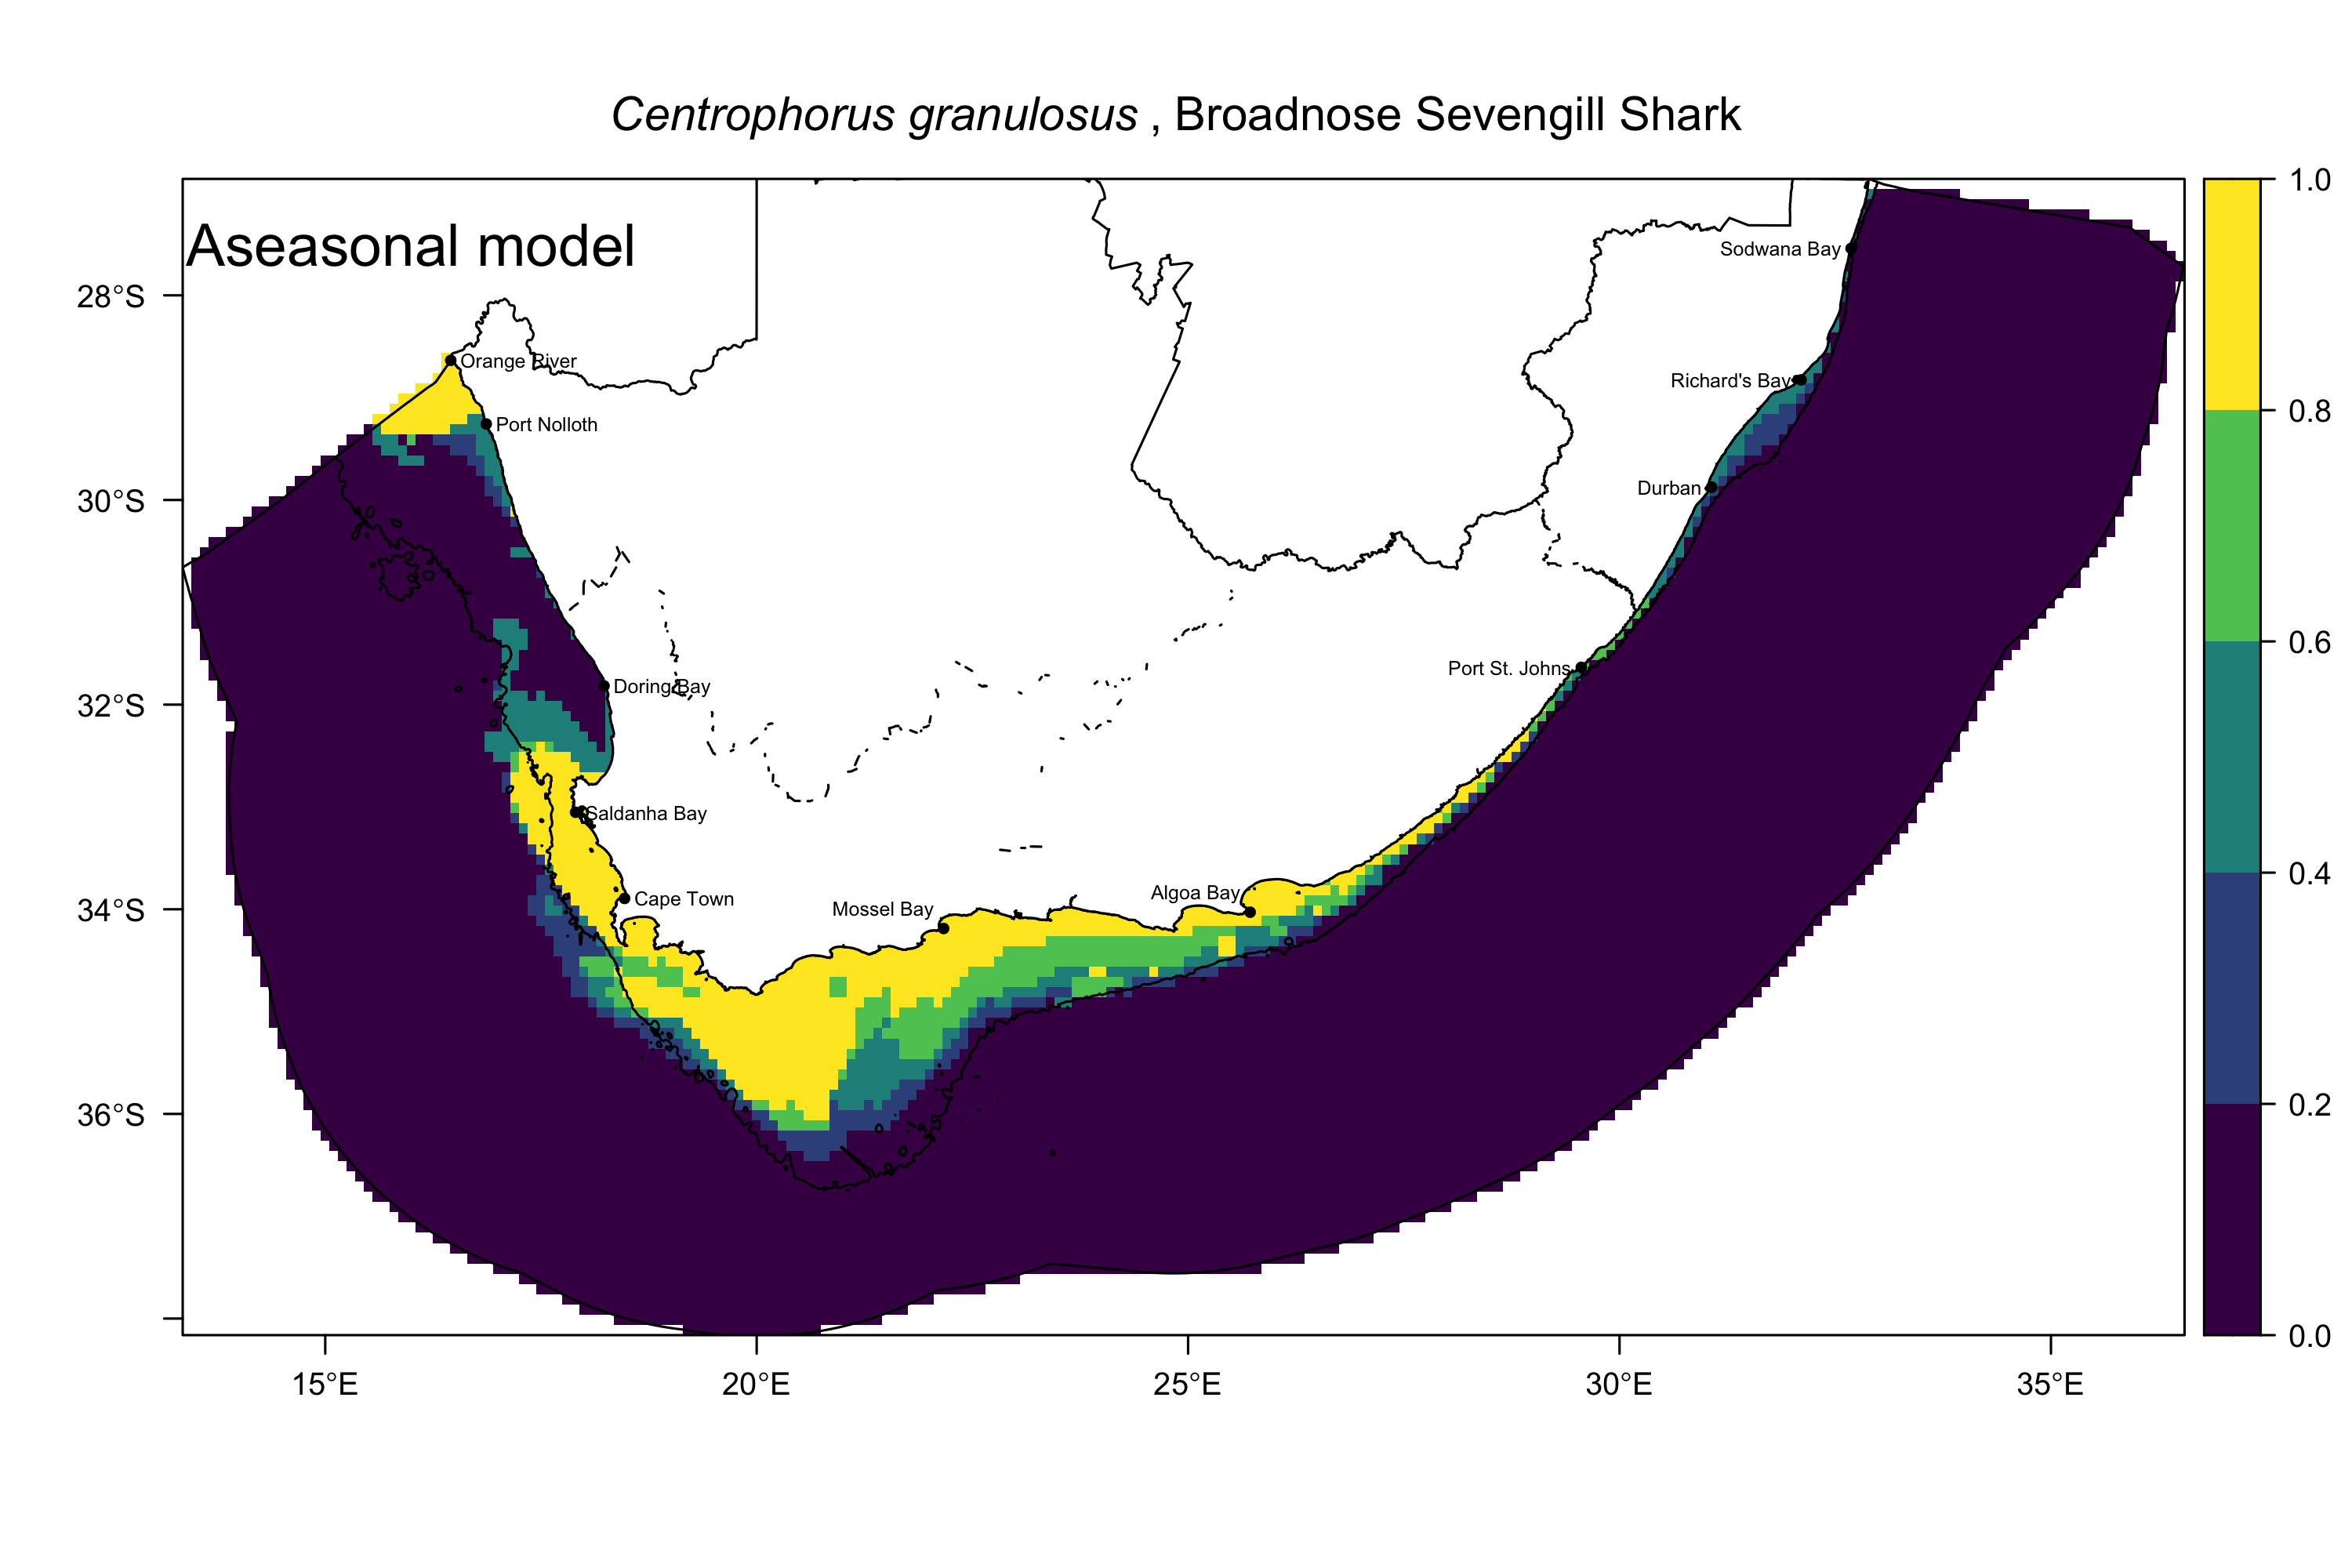 Centrophorus granulosus , Broadnose Sevengill Shark
Aseasonal model
1.0
0.8
0.6
0.4
0.2
0.0
28°S
30°S
32°S
34°S
36°S
15°E
20°E
25°E
30°E
35°E
Sodwana Bay
Orange River
Richard's Bay
Port Nolloth
Durban
Port St. Johns
Doring Bay
Saldanha Bay
Cape Town
Algoa Bay
Mossel Bay